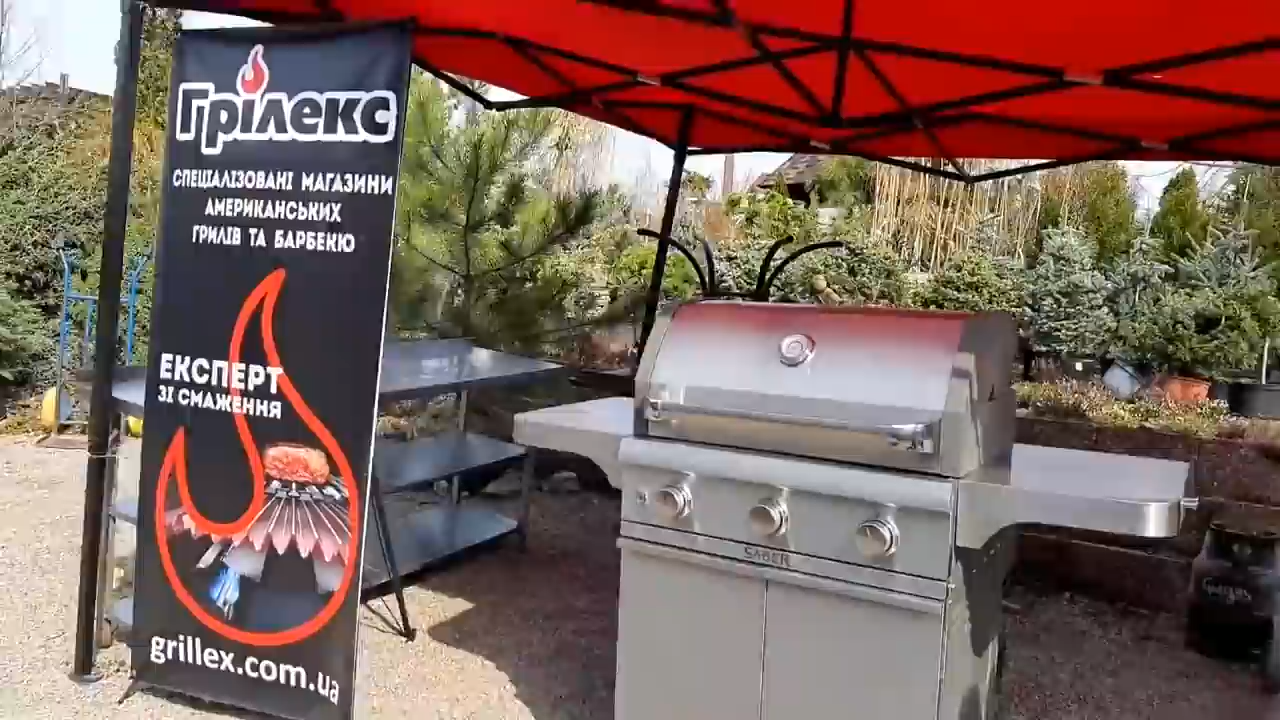 Грілекс
СПЕЦІАЛІЗОВАНІ МАГАЗИНИ
АМЕРИКАНСЬКИХ
ГРИЛІВ ТА БАРБЕКЮ
ЕКСПЕРТ
ЗІ СМАЖЕННЯ
grillex.com.ua
SABER